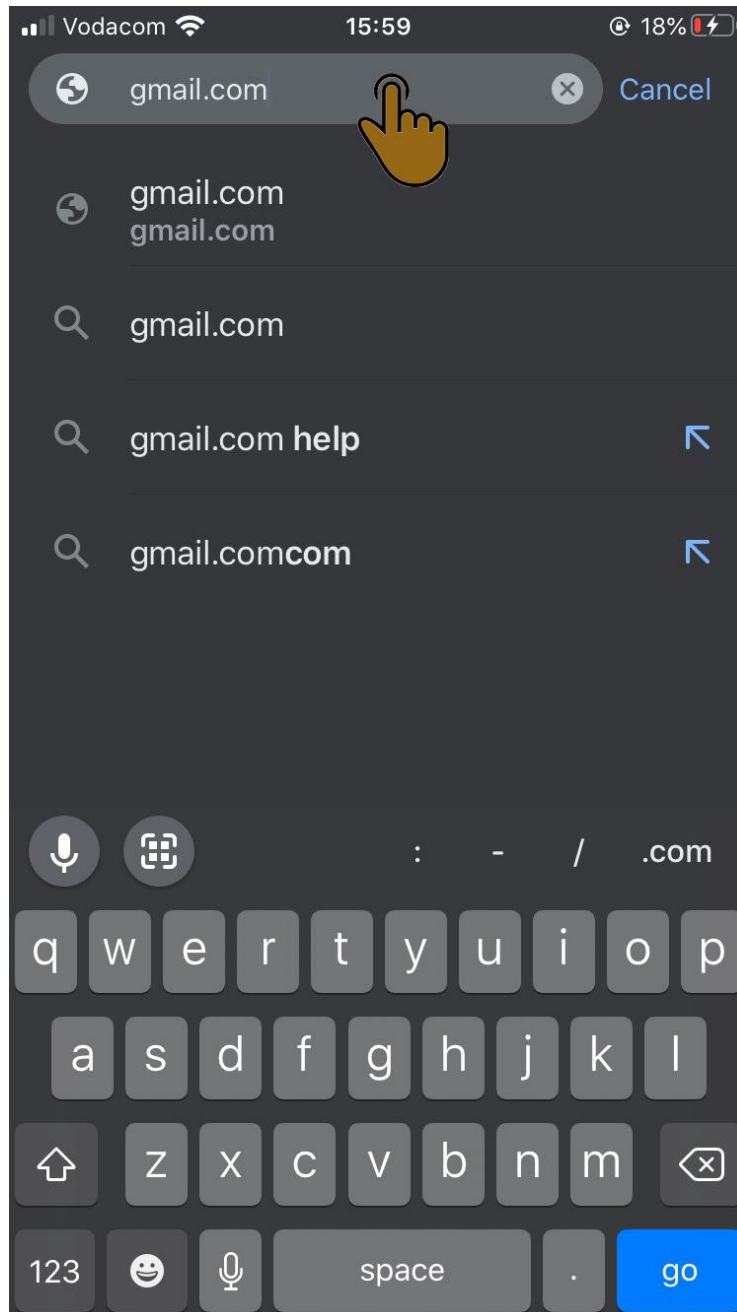 Vodacom 15:59 18%
gmail.com Cancel
gmail.com
gmail.com
gmail.com
gmail.com help
gmail.comcom
: - / .com
q w e r t y u i o p
a s d f g h j k l
z x c v b n m
123 space . go